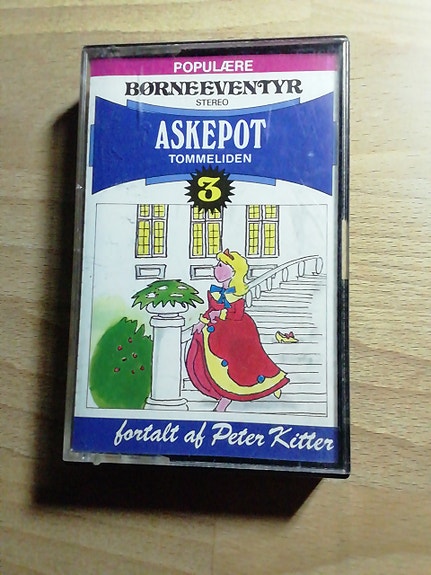 POPULÆRE
BØRNEEVENTYR
STEREO
ASKEPOT
TOMMELIDEN
3
fortalt af Peter Kitter